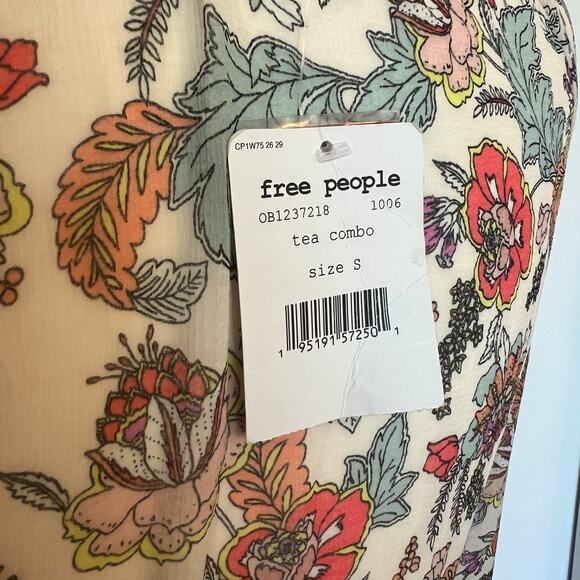 CP1W75 26 29
free people
OB1237218 1006
tea combo
size S
1 95191 57250 1